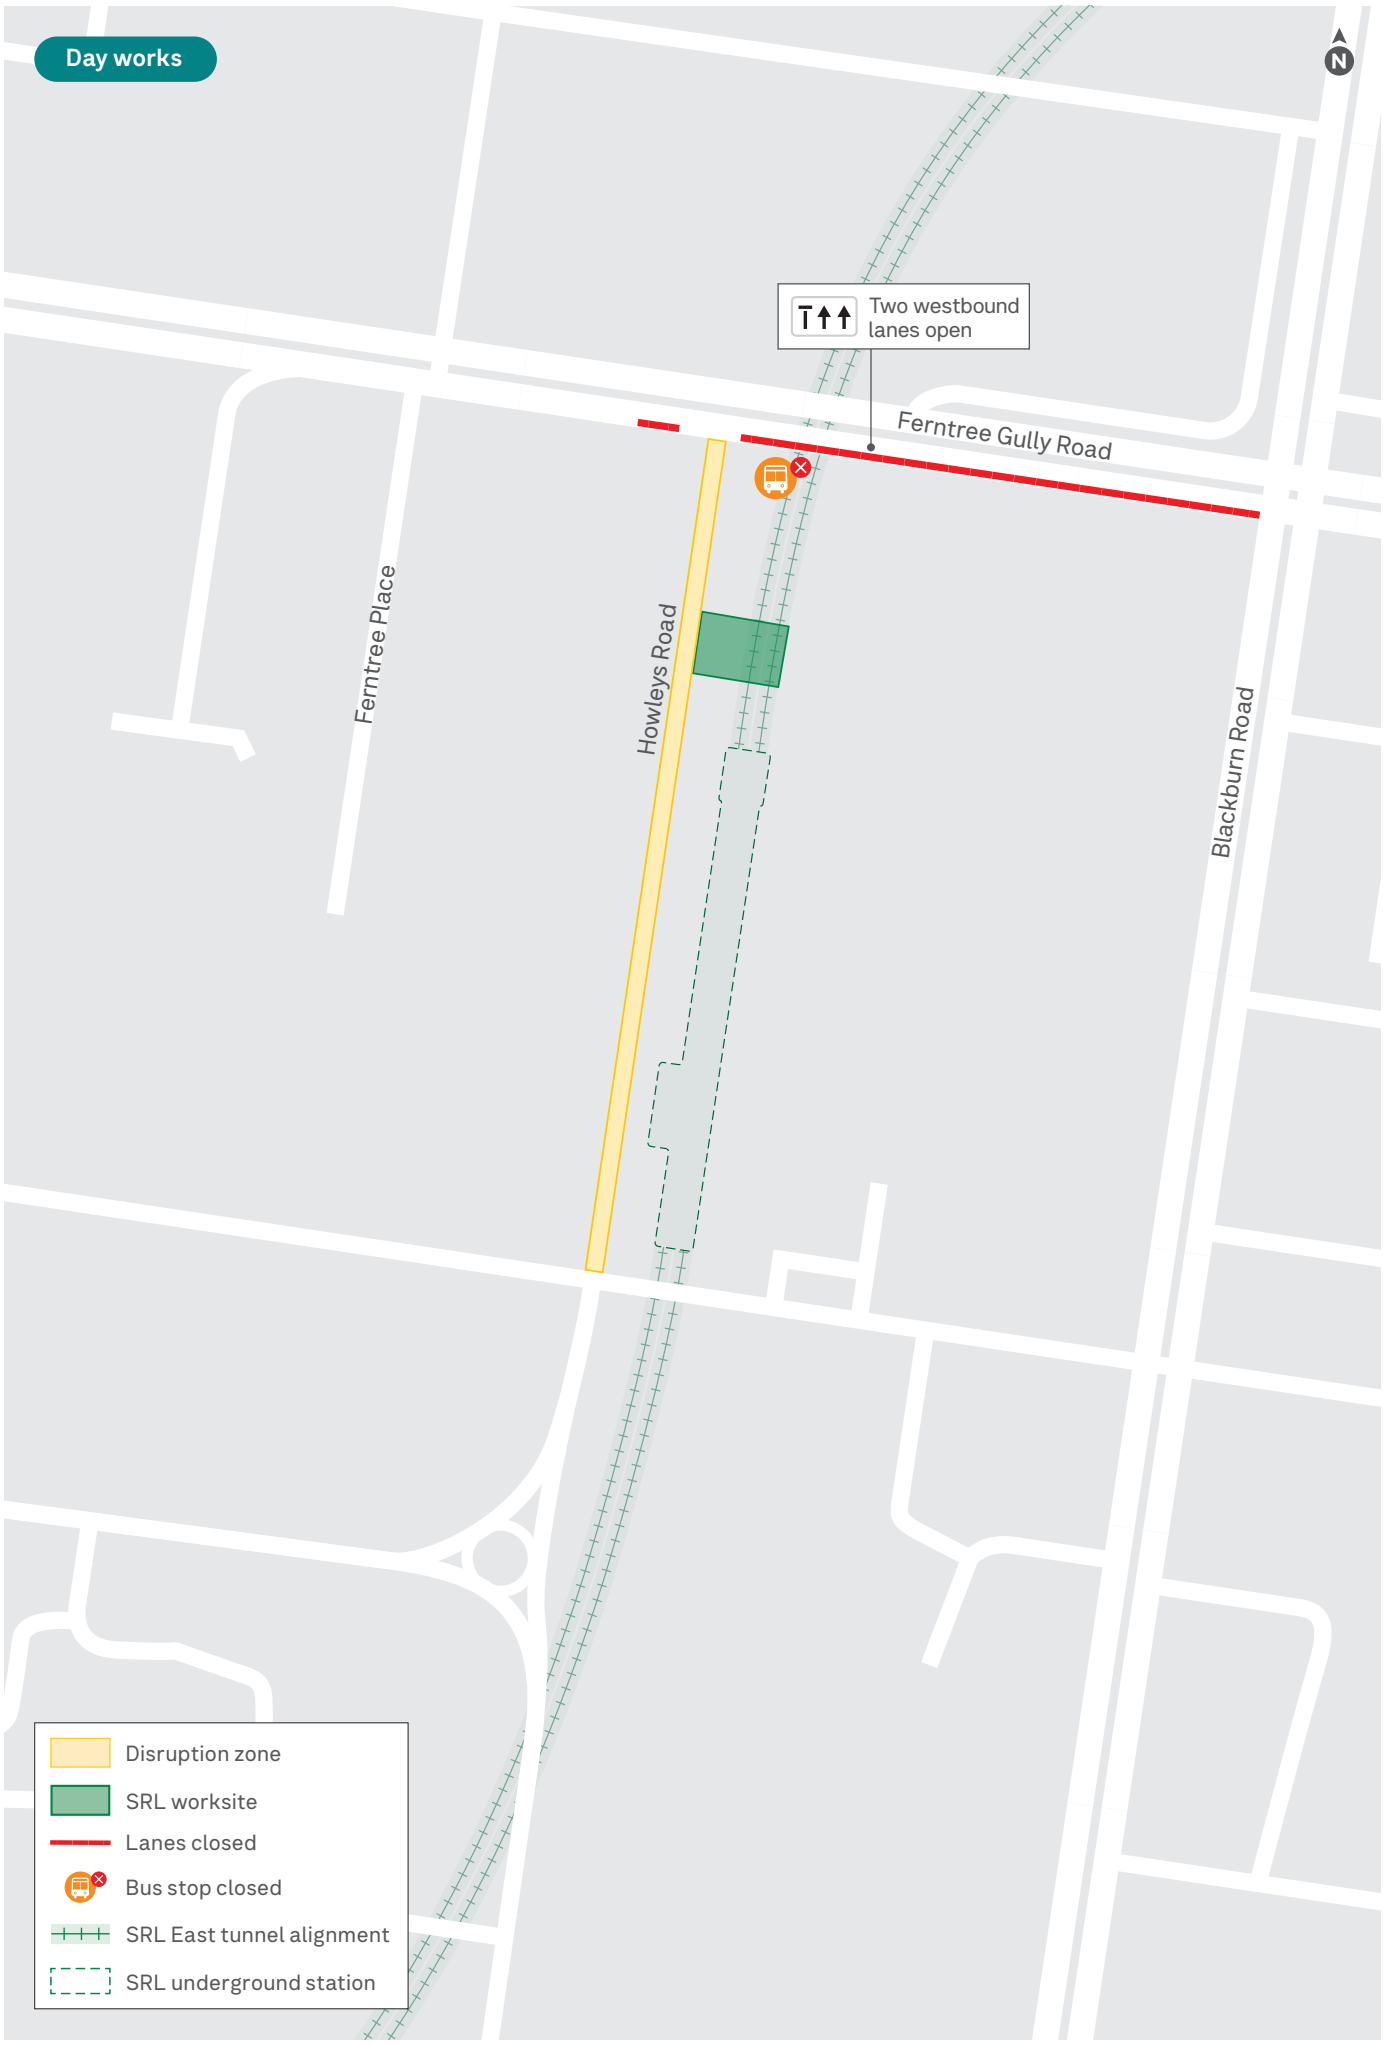 Day works
N
Two westbound
lanes open
Ferntree Gully Road
Ferntree Place
Howleys Road
Blackburn Road
Disruption zone
SRL worksite
Lanes closed
Bus stop closed
SRL East tunnel alignment
SRL underground station